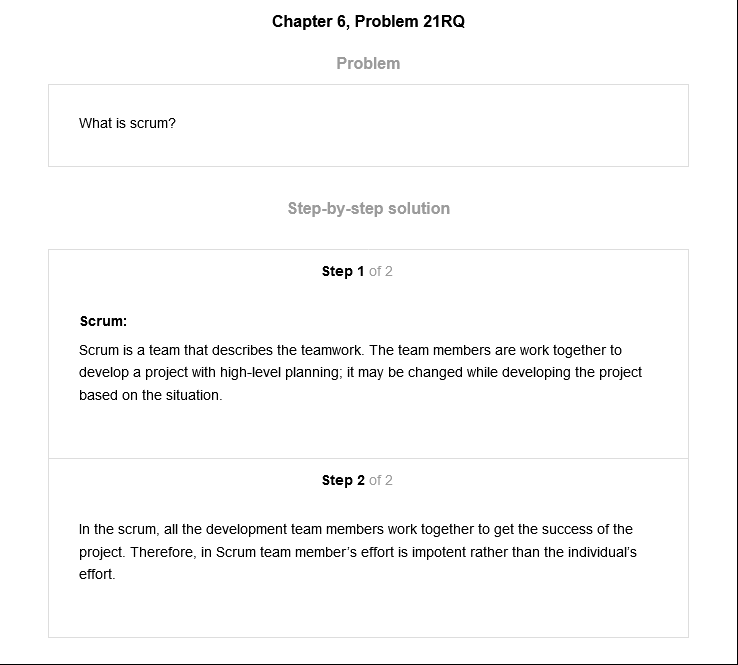 Chapter 6, Problem 21RQ
Problem
What is scrum?
Step-by-step solution
Step 1 of 2
Scrum:
Scrum is a team that describes the teamwork. The team members are work together to
develop a project with high-level planning; it may be changed while developing the project
based on the situation.
Step 2 of 2
In the scrum, all the development team members work together to get the success of the
project. Therefore, in Scrum team member's effort is impotent rather than the individual's
effort.